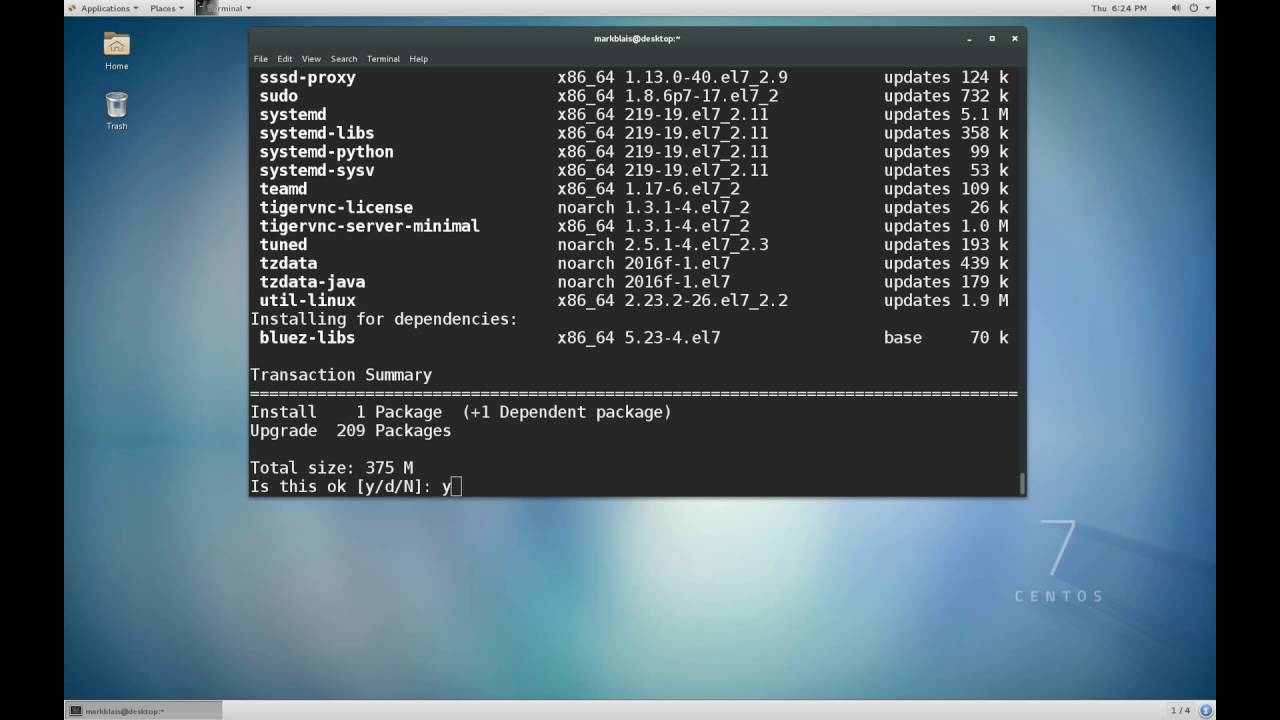 Applications Places Terminal Thu 6:24 PM
Home
Trash
markblais@desktop:~
File Edit View Search Terminal Help
sssd-proxy x86_64 1.13.0-40.el7_2.9 updates 124 k
sudo x86_64 1.8.6p7-17.el7_2 updates 732 k
systemd x86_64 219-19.el7_2.11 updates 5.1 M
systemd-libs x86_64 219-19.el7_2.11 updates 358 k
systemd-python x86_64 219-19.el7_2.11 updates 99 k
systemd-sysv x86_64 219-19.el7_2.11 updates 53 k
teamd x86_64 1.17-6.el7_2 updates 109 k
tigervnc-license noarch 1.3.1-4.el7_2 updates 26 k
tigervnc-server-minimal x86_64 1.3.1-4.el7_2 updates 1.0 M
tuned noarch 2.5.1-4.el7_2.3 updates 193 k
tzdata noarch 2016f-1.el7 updates 439 k
tzdata-java noarch 2016f-1.el7 updates 179 k
util-linux x86_64 2.23.2-26.el7_2.2 updates 1.9 M
Installing for dependencies:
bluez-libs x86_64 5.23-4.el7 base 70 k
Transaction Summary
================================================================================
Install 1 Package (+1 Dependent package)
Upgrade 209 Packages
Total size: 375 M
Is this ok [y/d/N]: y
7
CENTOS
markblais@desktop:~ 1 / 4